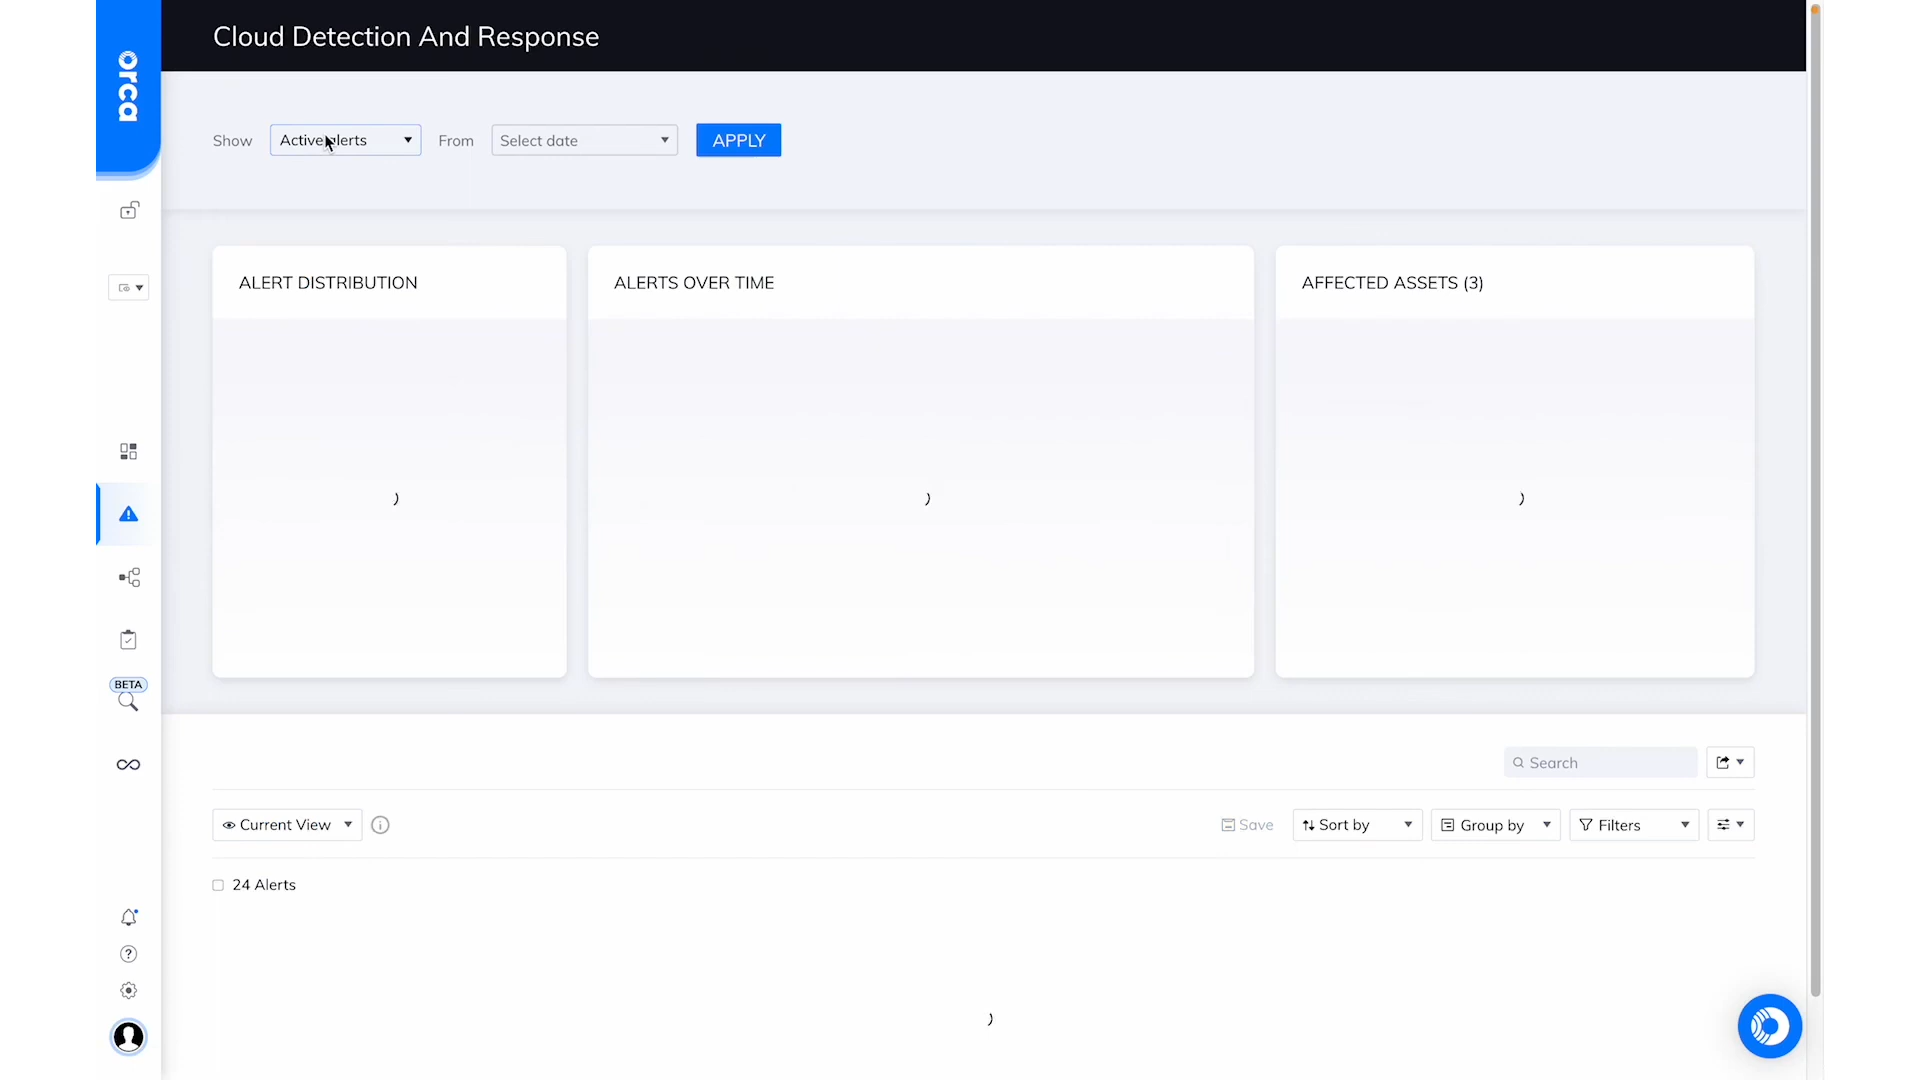 orca
Cloud Detection And Response
Show Active alerts From Select date APPLY
ALERT DISTRIBUTION
ALERTS OVER TIME
AFFECTED ASSETS (3)
BETA
Search
Current View
Save Sort by Group by Filters
24 Alerts